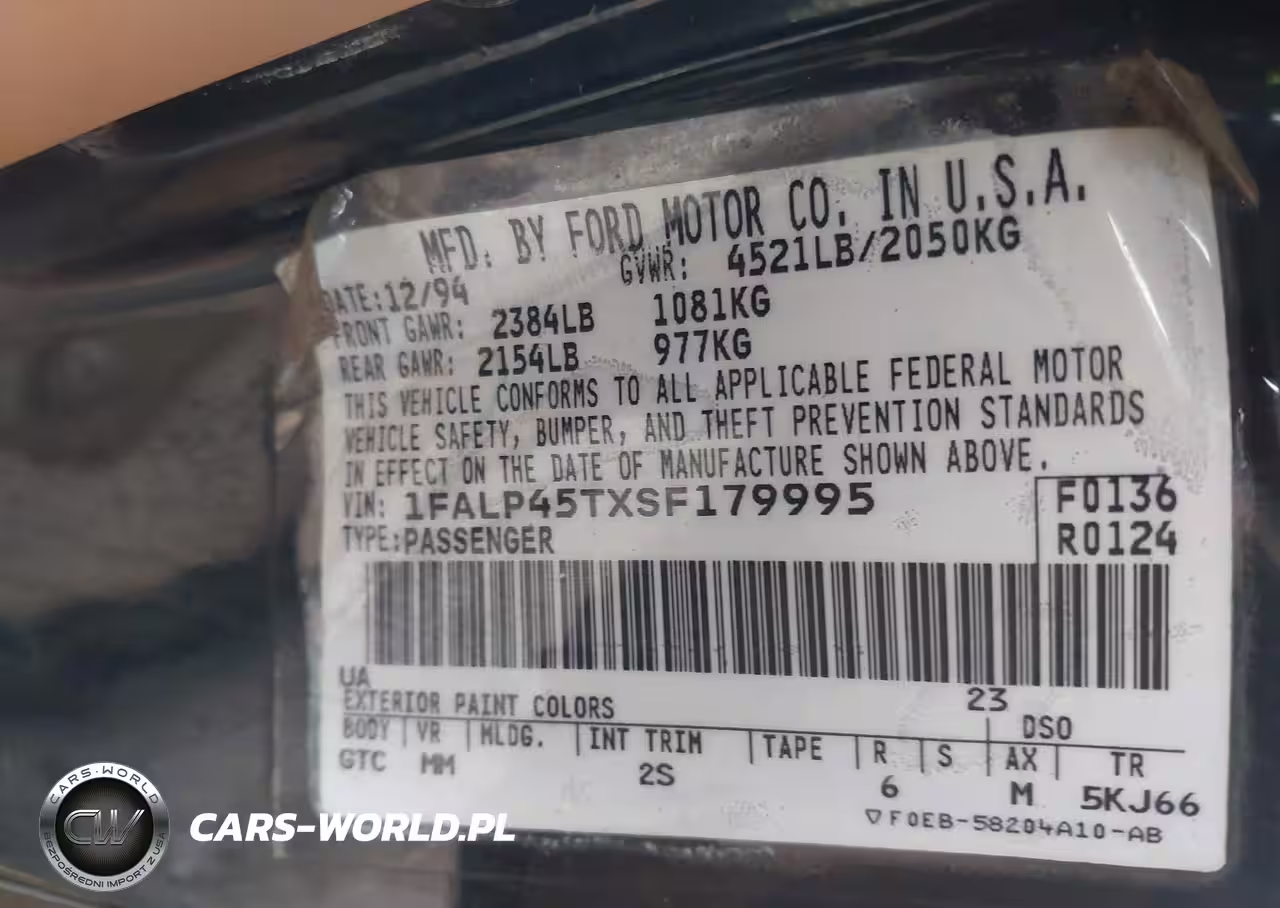 MFD. BY FORD MOTOR CO. IN U.S.A.
DATE:12/94 GVWR: 4521LB/2050KG
FRONT GAWR: 2384LB 1081KG
REAR GAWR: 2154LB 977KG
THIS VEHICLE CONFORMS TO ALL APPLICABLE FEDERAL MOTOR
VEHICLE SAFETY, BUMPER, AND THEFT PREVENTION STANDARDS
IN EFFECT ON THE DATE OF MANUFACTURE SHOWN ABOVE.
VIN: 1FALP45TXSF179995 F0136
TYPE:PASSENGER R0124
UA
EXTERIOR PAINT COLORS 23 DSO
BODY VR MLDG. INT TRIM TAPE R S AX TR
GTC MM 2S 6 M 5KJ66
▽F0EB-58204A10-AB
CARS-WORLD
CW
BEZPOŚREDNI IMPORT Z USA
CARS-WORLD.PL